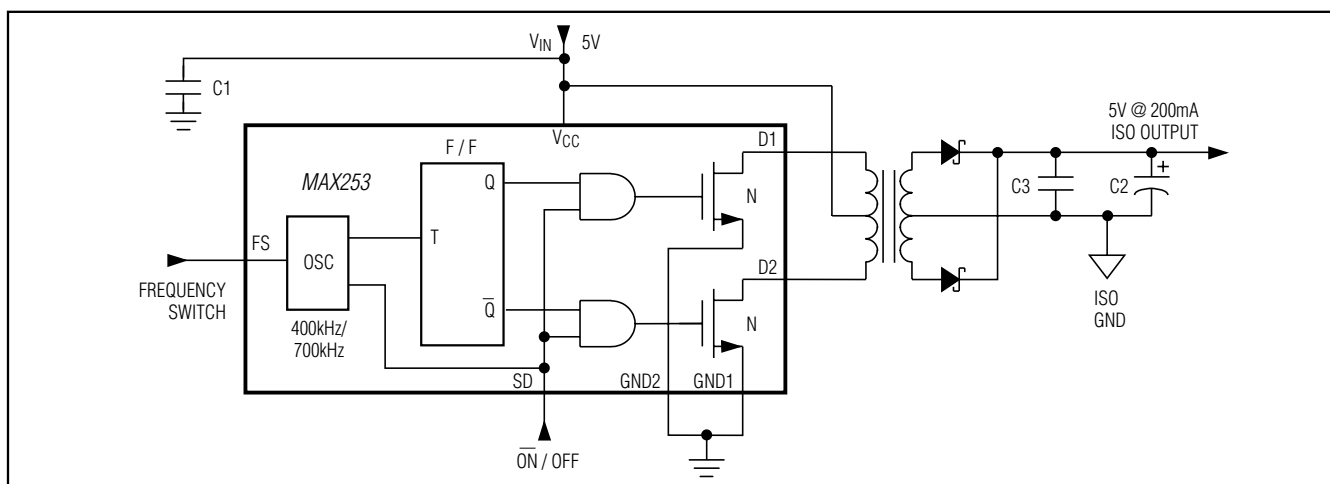 V_IN 5V
C1
V_CC
D1
5V @ 200mA
ISO OUTPUT
F / F
MAX253
Q
N
C3
+
C2
FS
OSC
T
D2
FREQUENCY
SWITCH
Q̅
N
ISO
GND
400kHz/
700kHz
SD
GND2
GND1
O̅N̅ / OFF